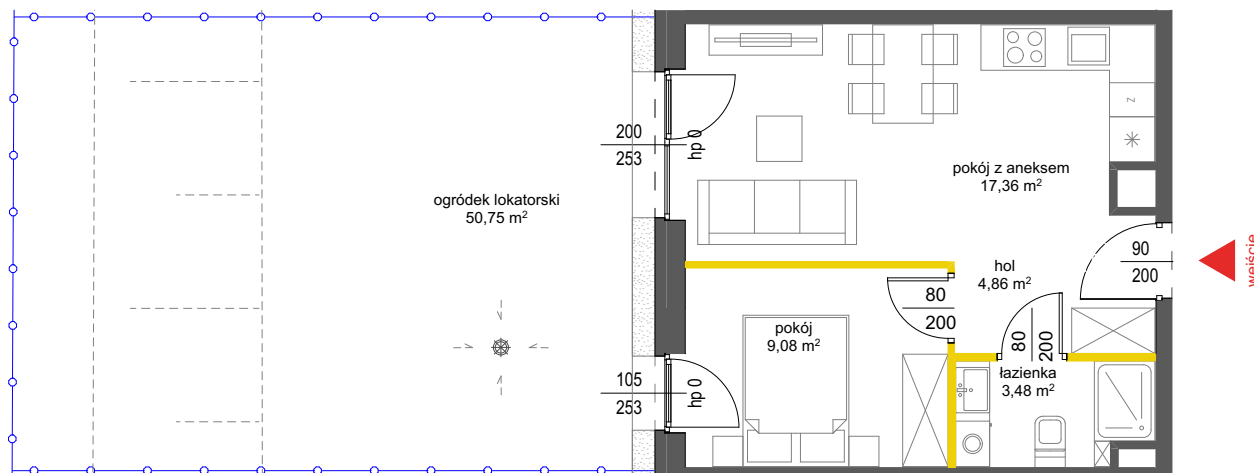 200
253
hp 0
ogródek lokatorski
50,75 m²
pokój z aneksem
17,36 m²
Z
hol
4,86 m²
90
200
wejście
80
200
pokój
9,08 m²
80
200
łazienka
3,48 m²
105
253
hp 0